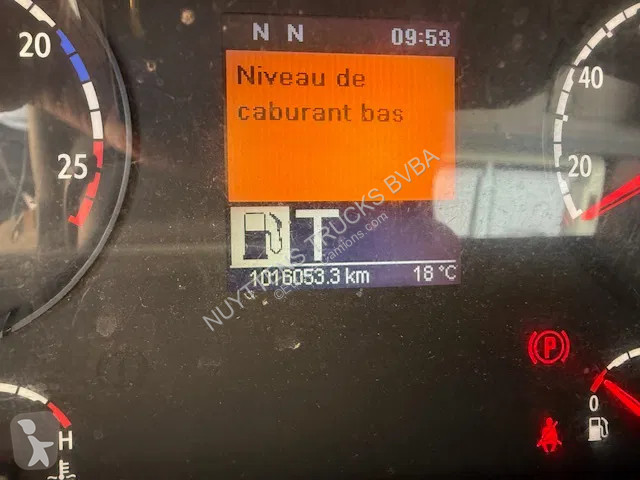 N N 09:53
20
25
Niveau de
caburant bas
40
20
T
1016053.3 km 18 °C
NUYTTENS TRUCKS BVBA
P
0
H